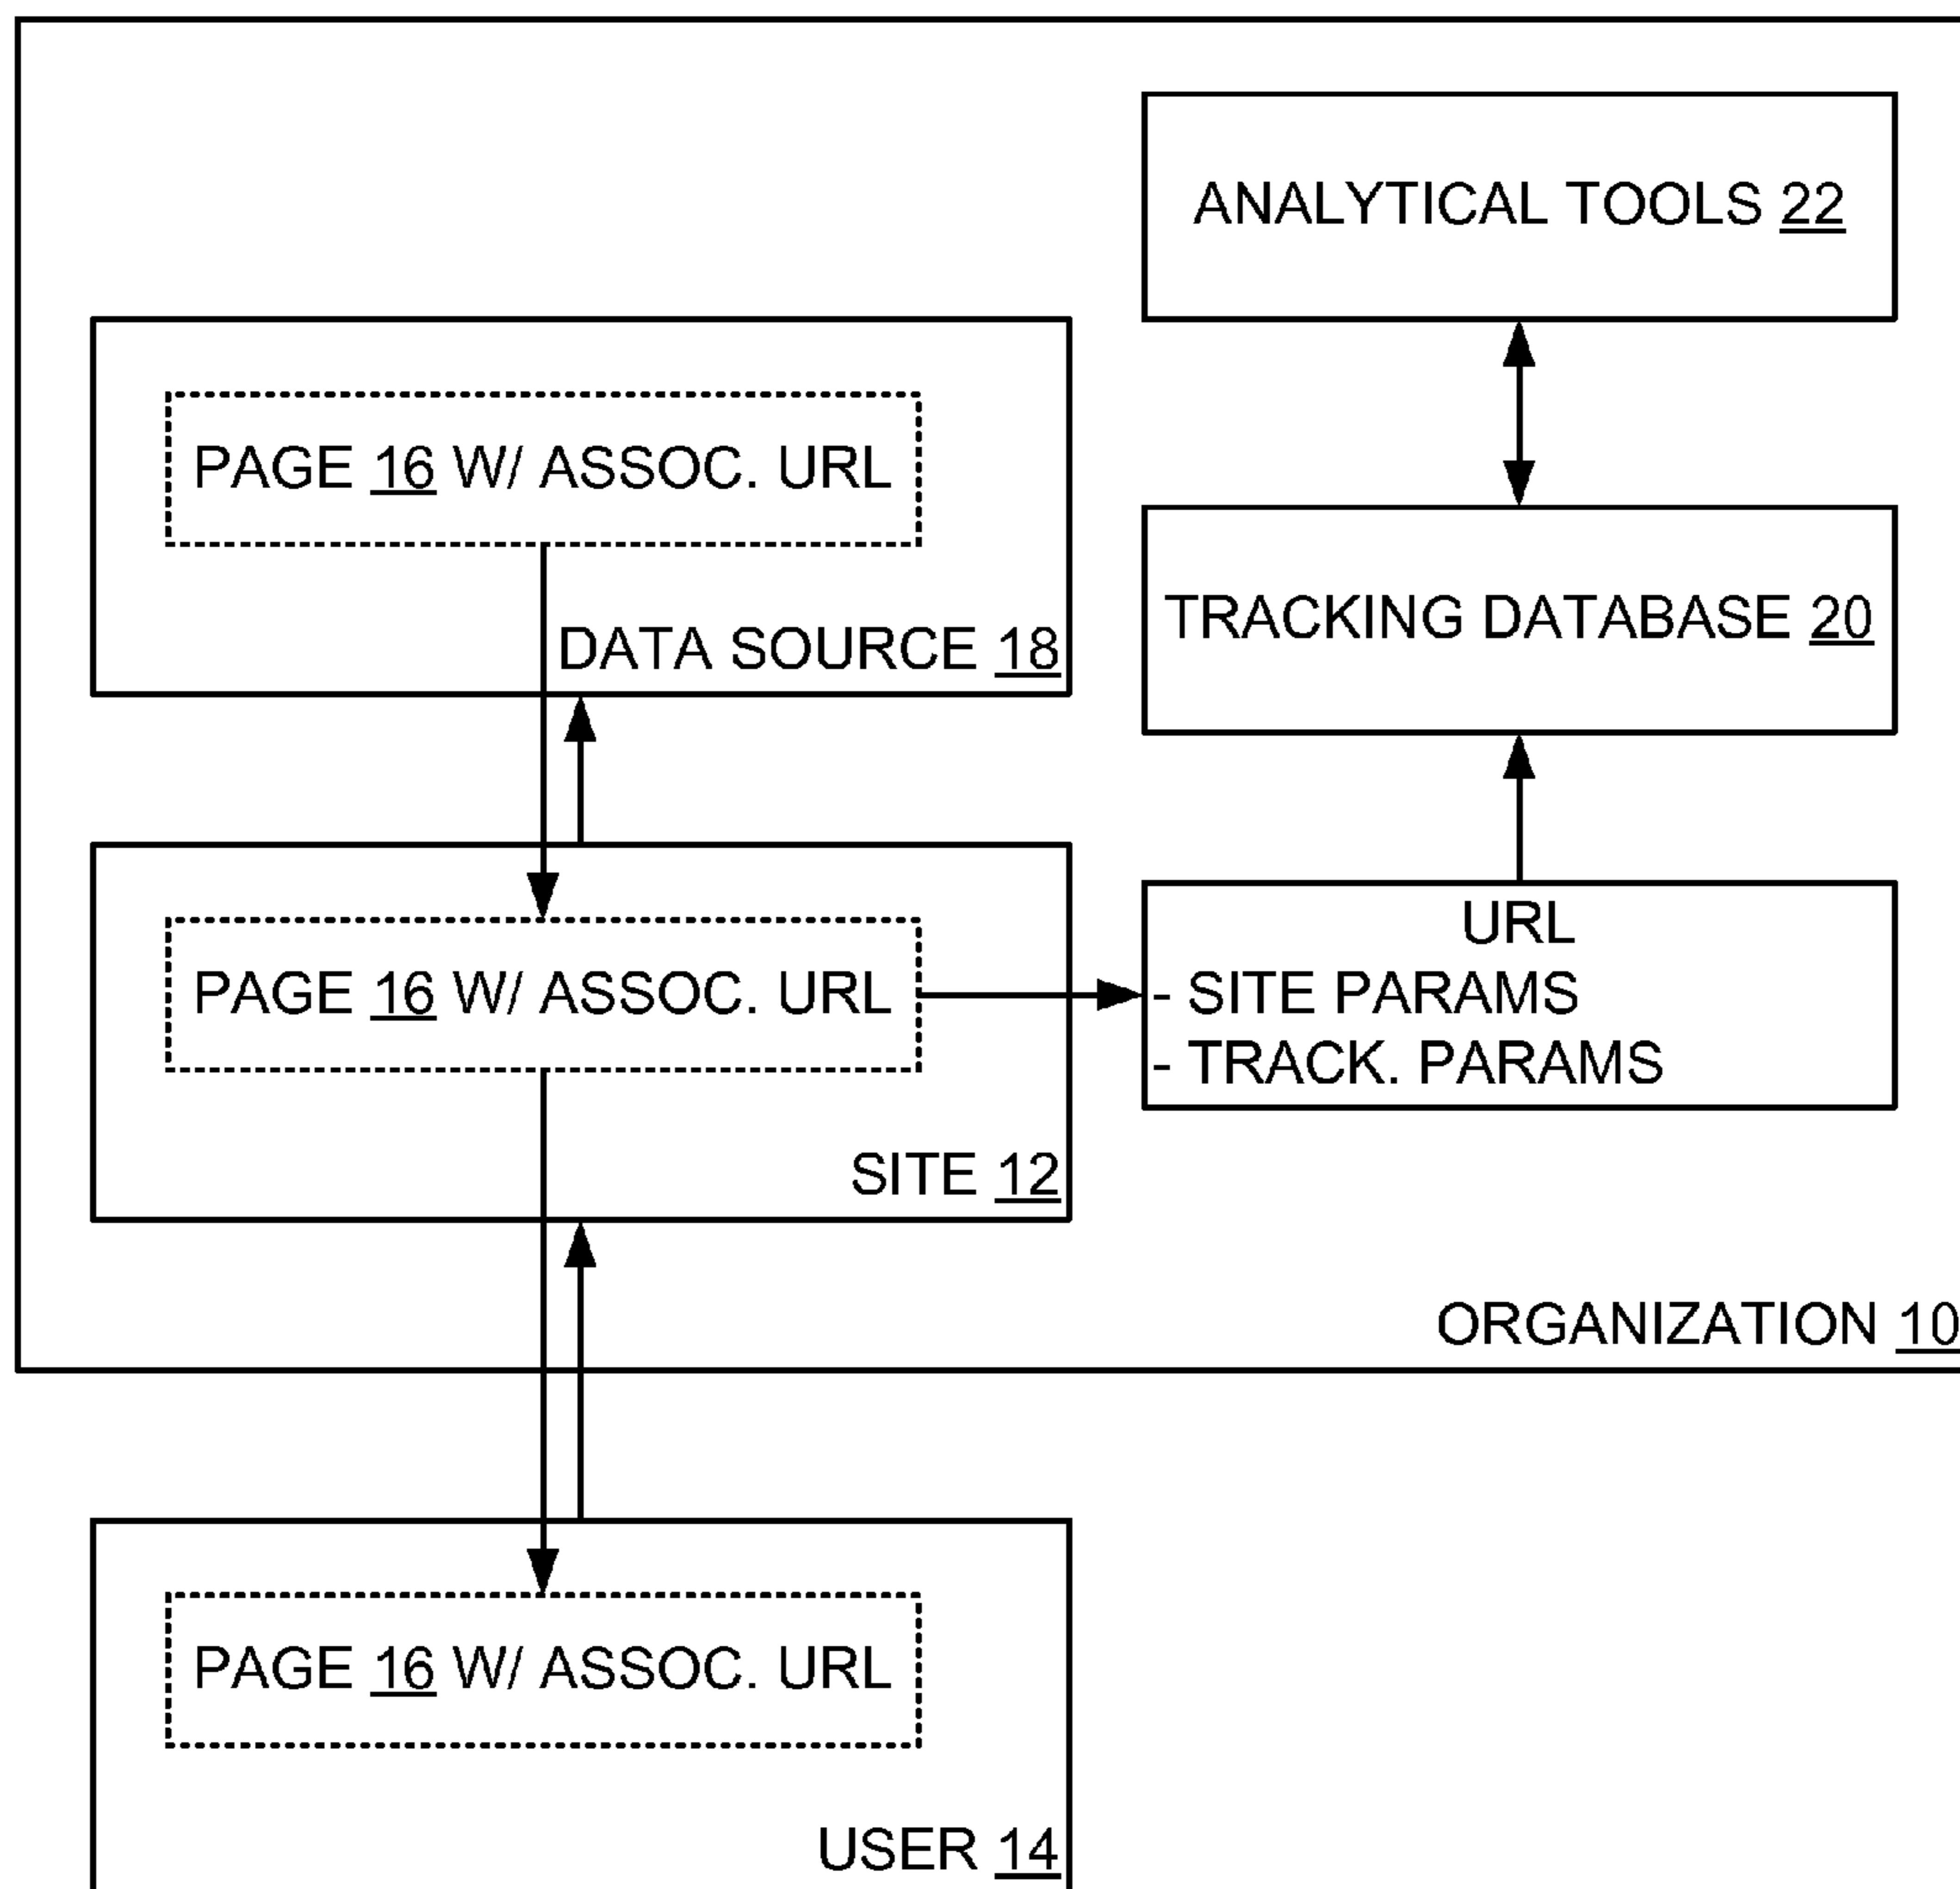 ANALYTICAL TOOLS 22
PAGE 16 W/ ASSOC. URL
DATA SOURCE 18
TRACKING DATABASE 20
PAGE 16 W/ ASSOC. URL
SITE 12
URL
- SITE PARAMS
- TRACK. PARAMS
ORGANIZATION 10
PAGE 16 W/ ASSOC. URL
USER 14